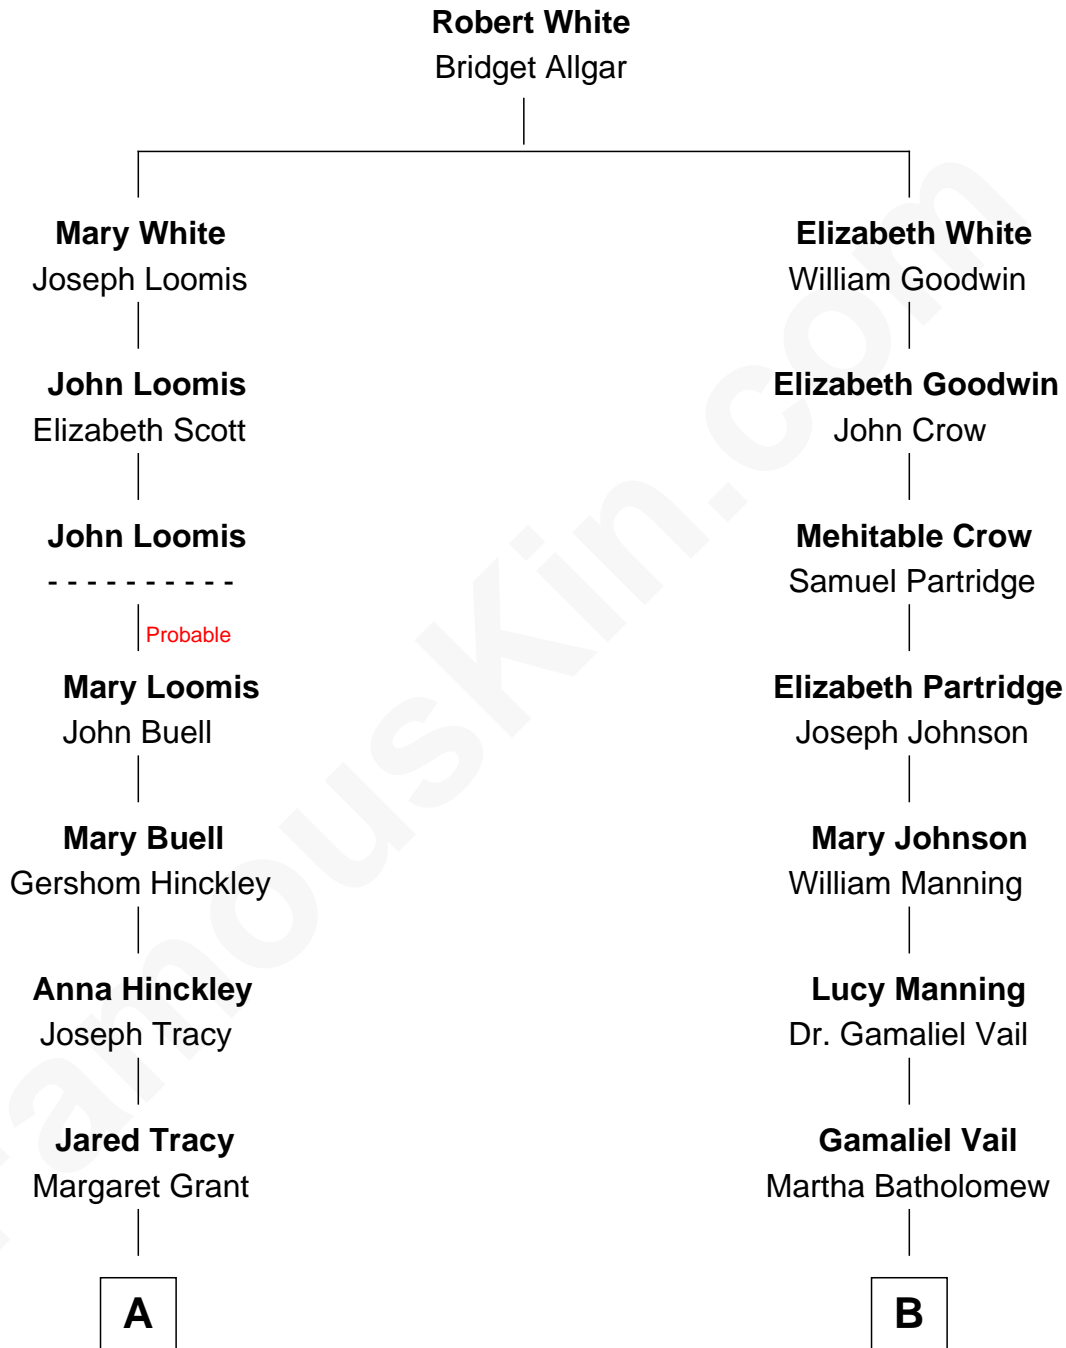 Robert White
Bridget Allgar
Mary White
Joseph Loomis
Elizabeth White
William Goodwin
John Loomis
Elizabeth Scott
Elizabeth Goodwin
John Crow
John Loomis
- - - - - - - - - -
Mehitable Crow
Samuel Partridge
Probable
Mary Loomis
John Buell
Elizabeth Partridge
Joseph Johnson
Mary Buell
Gershom Hinckley
Mary Johnson
William Manning
Anna Hinckley
Joseph Tracy
Lucy Manning
Dr. Gamaliel Vail
Jared Tracy
Margaret Grant
Gamaliel Vail
Martha Batholomew
A
B
FamousKin.com